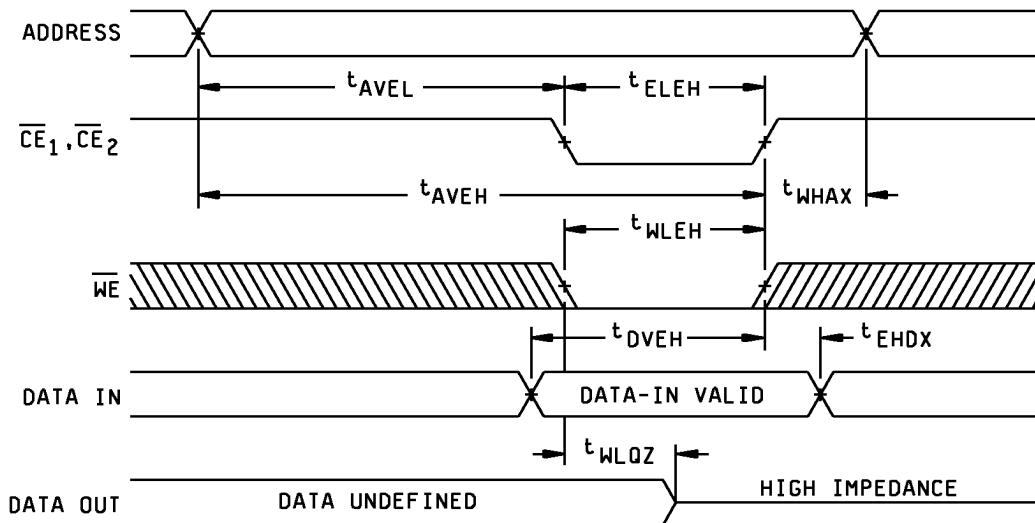 ADDRESS
tAVEL tELEH
CE1,CE2
tAVEH tWHAX
tWLEH
WE
tDVEH tEHDX
DATA IN DATA-IN VALID
tWLQZ
DATA OUT DATA UNDEFINED HIGH IMPEDANCE